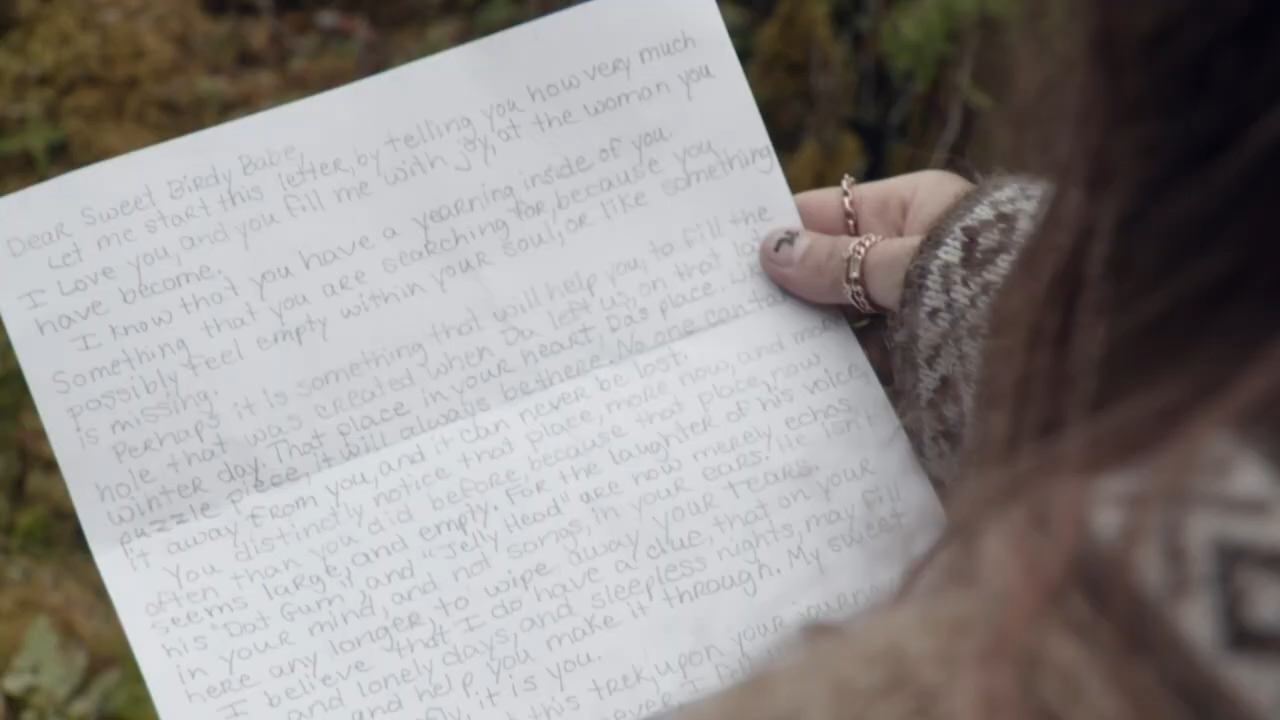 Dear Sweet Birdy Babe,
Let me start this letter, by telling you how very much
I Love you, and you fill me with joy, at the woman you
have become.
I know that you have a yearning inside of you.
Something that you are searching for, because you
possibly feel empty within your soul, or like something
is missing.
Perhaps it is something that will help you, to fill the
hole that was created when Da left us, on that
winter day. That place in your heart, Das place.
puzzle piece, it will always be there. No one can
it away from you, and it can never be lost.
You distinctly notice that place, more now, and
often than you did before, because that place, now
seems large, and empty. For the laughter of his voice
his "Dat Gum", and "Jelly Head" are now merely echos
in your mind, and not songs, in your ears. He isn't
here any longer, to wipe away your tears.
I believe that I do have a clue, that on your
and lonely days, and sleepless nights, may fill
and help you make it through. My sweet
it is you.
this trek upon your